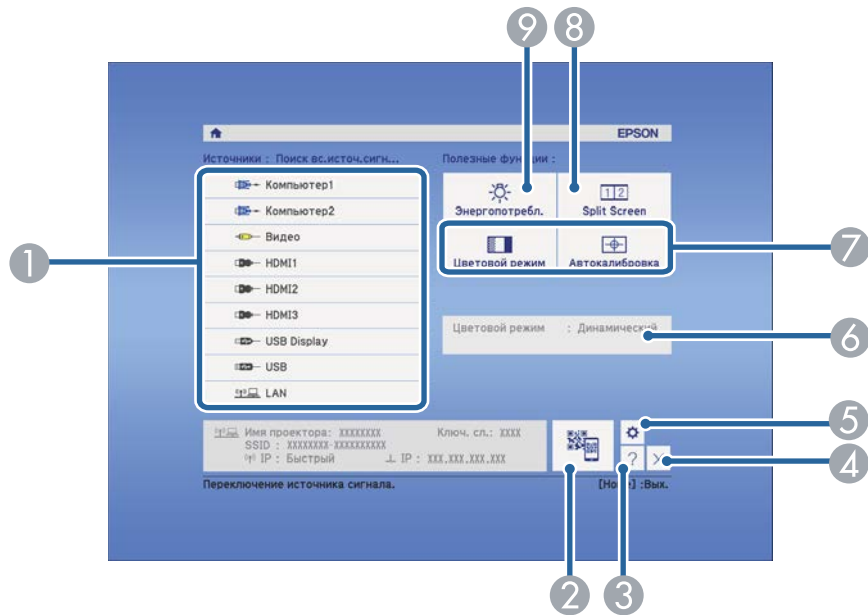 9 8
EPSON
Источники : Поиск вс.источ.сигн...
Полезные функции :
Компьютер1
Компьютер2
Видео
HDMI1
HDMI2
HDMI3
USB Display
USB
LAN
Энергопотребл.
1 2
Split Screen
Цветовой режим
Автокалибровка
7
1
Цветовой режим : Динамический
6
Имя проектора: XXXXXXXX Ключ. сл.: XXXX
SSID : XXXXXXXX-XXXXXXXXXX
IP : Быстрый IP : XXX.XXX.XXX.XXX
5
?
4
Переключение источника сигнала.
[Home] :Вых.
2 3